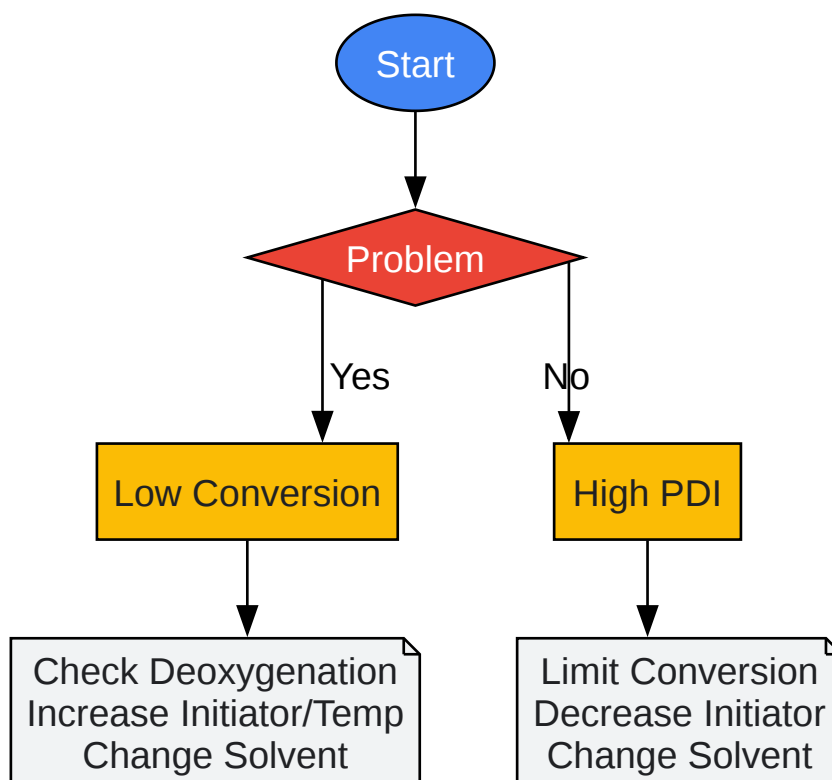 Start
Problem
Yes
No
Low Conversion
High PDI
Check Deoxygenation
Increase Initiator/Temp
Change Solvent
Limit Conversion
Decrease Initiator
Change Solvent